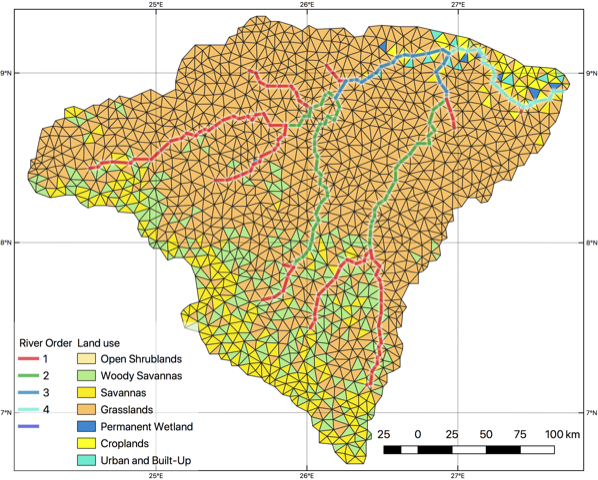 25°E 26°E 27°E
9°N 9°N
8°N 8°N
7°N 7°N
River Order Land use
1 Open Shrublands
2 Woody Savannas
3 Savannas
4 Grasslands
Permanent Wetland
Croplands
Urban and Built-Up
25 0 25 50 75 100 km
25°E 26°E 27°E